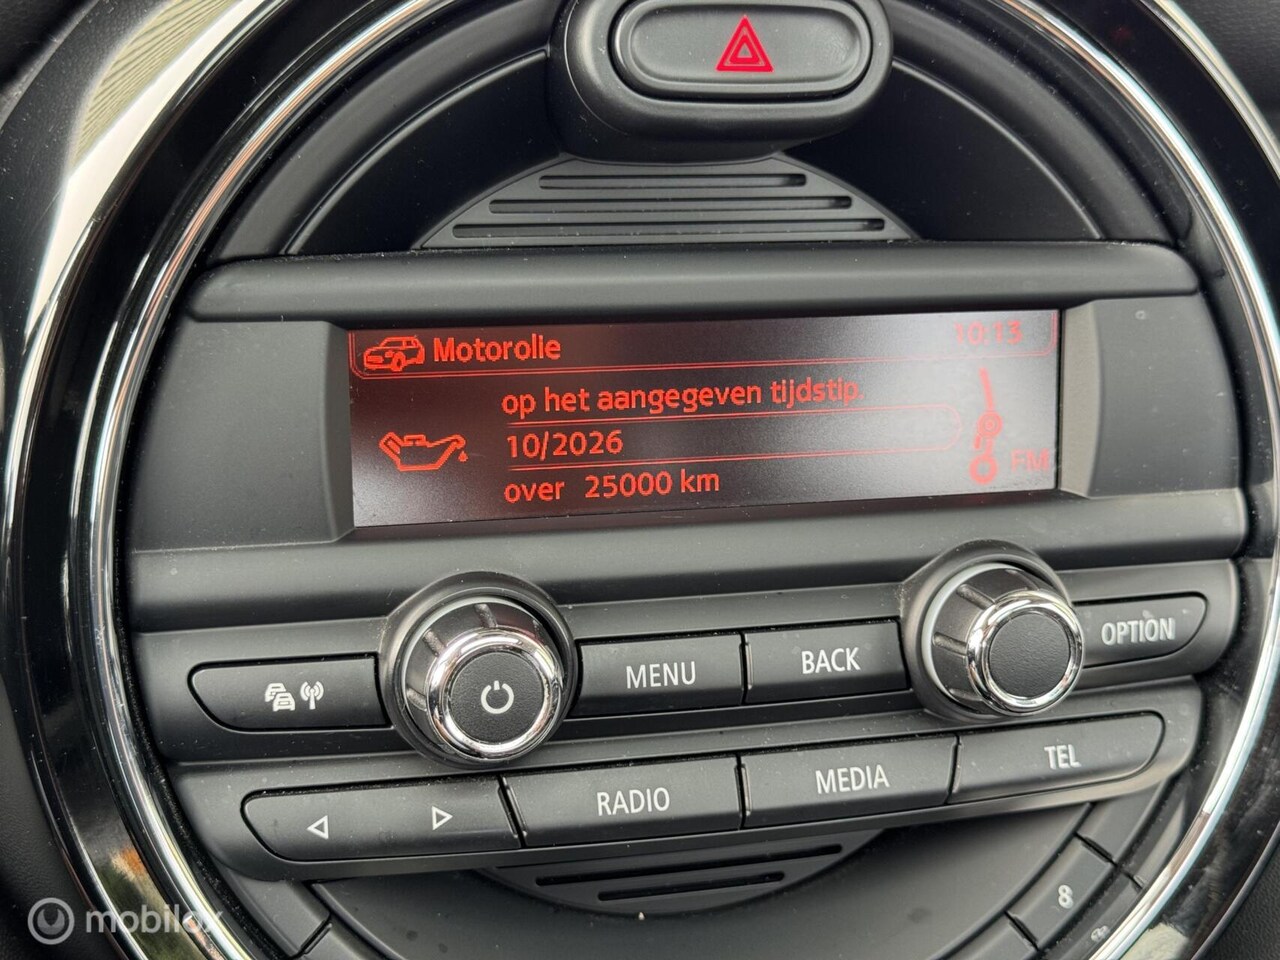 Motorolie 10:13
op het aangegeven tijdstip.
10/2026
over 25000 km
FM
MENU
BACK
OPTION
RADIO
MEDIA
TEL
8
mobilox